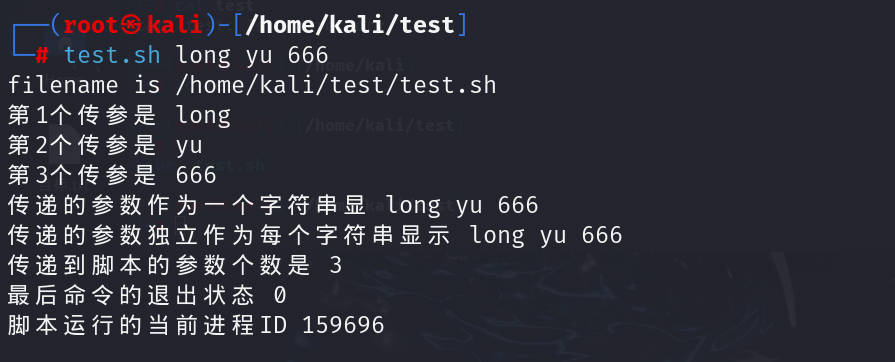 ┌──(root㉿kali)-[/home/kali/test]
└─# test.sh long yu 666
filename is /home/kali/test/test.sh
第1个传参是 long
第2个传参是 yu
第3个传参是 666
传递的参数作为一个字符串显 long yu 666
传递的参数独立作为每个字符串显示 long yu 666
传递到脚本的参数个数是 3
最后命令的退出状态 0
脚本运行的当前进程ID 159696